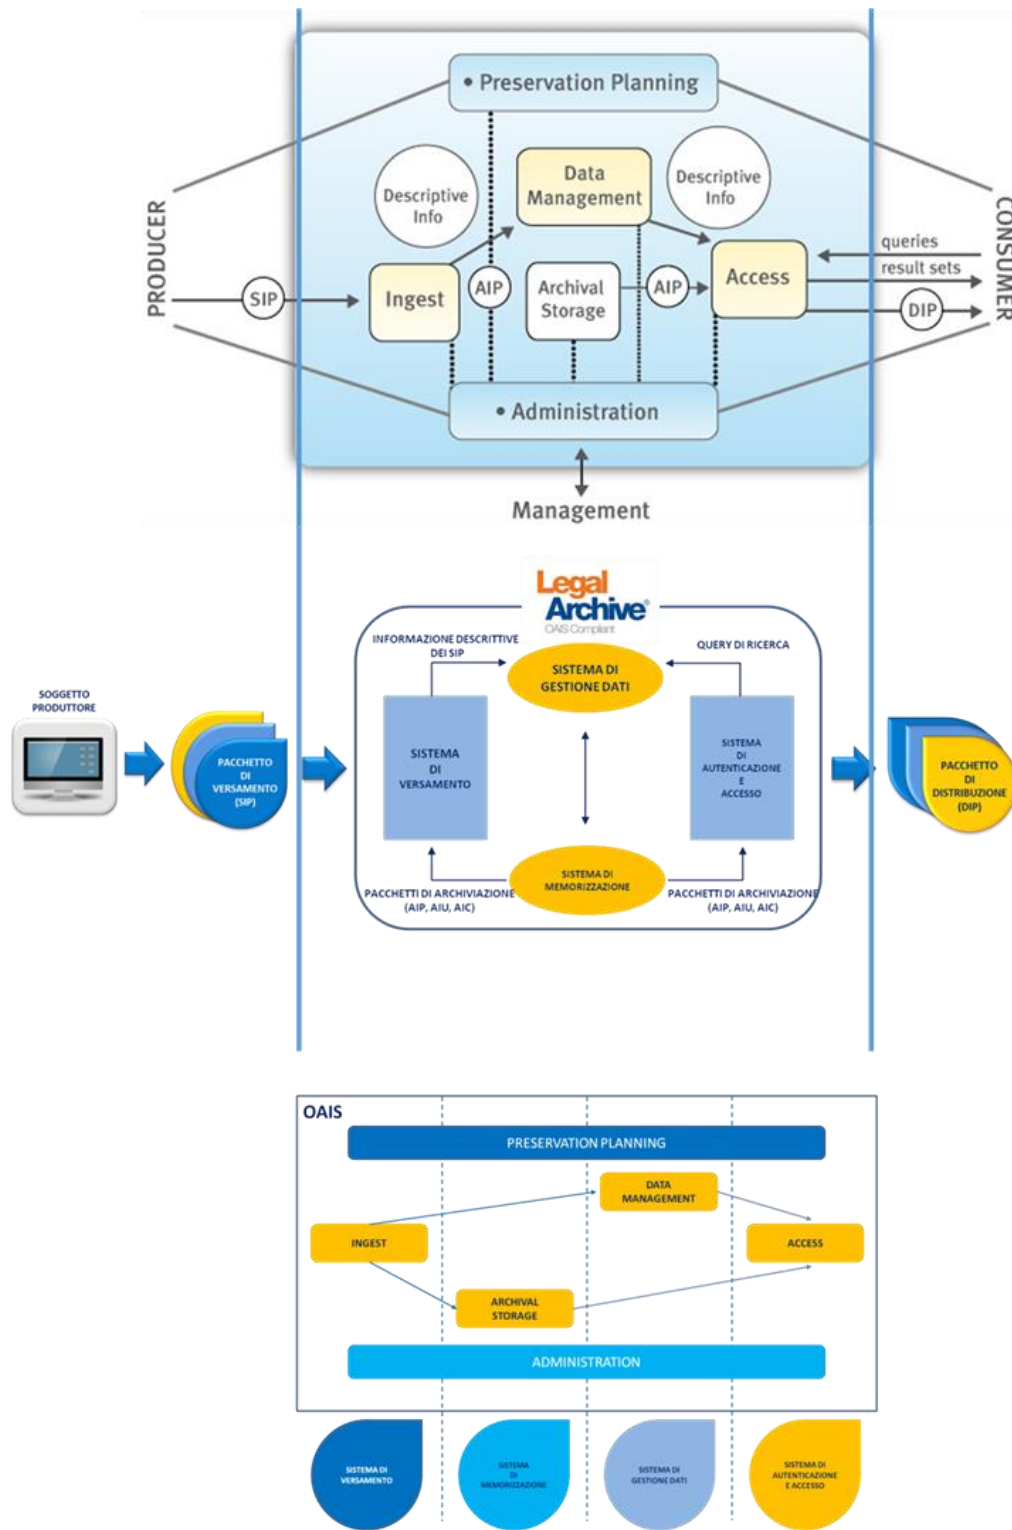 • Preservation Planning
Descriptive
Info
Data
Management
Descriptive
Info
PRODUCER
CONSUMER
SIP
Ingest
AIP
Archival
Storage
AIP
Access
queries
result sets
DIP
• Administration
Management
Legal
Archive®
OAIS Compliant
INFORMAZIONE DESCRITTIVE
DEI SIP
QUERY DI RICERCA
SISTEMA DI
GESTIONE DATI
SOGGETTO
PRODUTTORE
PACCHETTO
DI
VERSAMENTO
(SIP)
SISTEMA
DI
VERSAMENTO
SISTEMA
DI
AUTENTICAZIONE
E
ACCESSO
PACCHETTO
DI
DISTRIBUZIONE
(DIP)
SISTEMA DI
MEMORIZZAZIONE
PACCHETTI DI ARCHIVIAZIONE
(AIP, AIU, AIC)
PACCHETTI DI ARCHIVIAZIONE
(AIP, AIU, AIC)
OAIS
PRESERVATION PLANNING
DATA
MANAGEMENT
INGEST
ACCESS
ARCHIVAL
STORAGE
ADMINISTRATION
SISTEMA DI
VERSAMENTO
SISTEMA
DI
MEMORIZZAZIONE
SISTEMA DI
GESTIONE DATI
SISTEMA DI
AUTENTICAZIONE
E ACCESSO